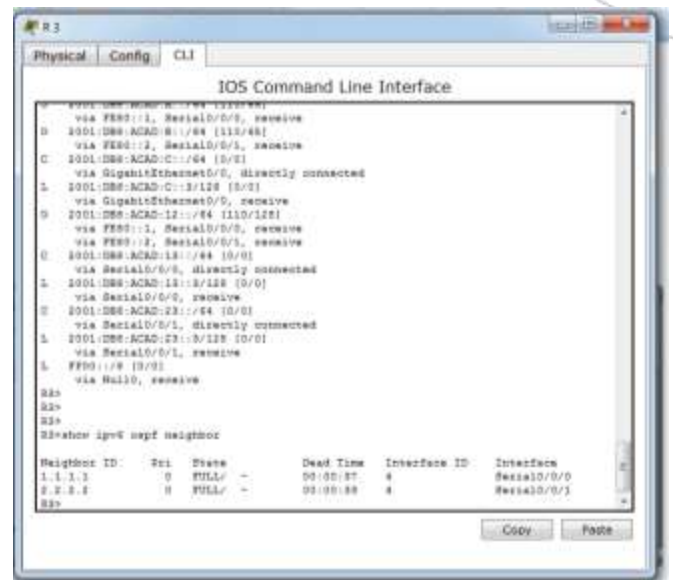 R3
Physical Config CLI
IOS Command Line Interface
via FE80::1, Serial0/0/0, receive
O 2001:DB8:ACAD:B::/64 [110/65]
via FE80::2, Serial0/0/1, receive
C 2001:DB8:ACAD:C::/64 [0/0]
via GigabitEthernet0/0, directly connected
L 2001:DB8:ACAD:C::3/128 [0/0]
via GigabitEthernet0/0, receive
O 2001:DB8:ACAD:12::/64 [110/128]
via FE80::1, Serial0/0/0, receive
via FE80::2, Serial0/0/1, receive
C 2001:DB8:ACAD:13::/64 [0/0]
via Serial0/0/0, directly connected
L 2001:DB8:ACAD:13::3/128 [0/0]
via Serial0/0/0, receive
C 2001:DB8:ACAD:23::/64 [0/0]
via Serial0/0/1, directly connected
L 2001:DB8:ACAD:23::3/128 [0/0]
via Serial0/0/1, receive
L FF00::/8 [0/0]
via Null0, receive
R3>
R3>
R3>
R3>show ipv6 ospf neighbor
Neighbor ID Pri State Dead Time Interface ID Interface
1.1.1.1 0 FULL/ - 4 Serial0/0/0
2.2.2.2 0 FULL/ - 4 Serial0/0/1
R3>
Copy Paste